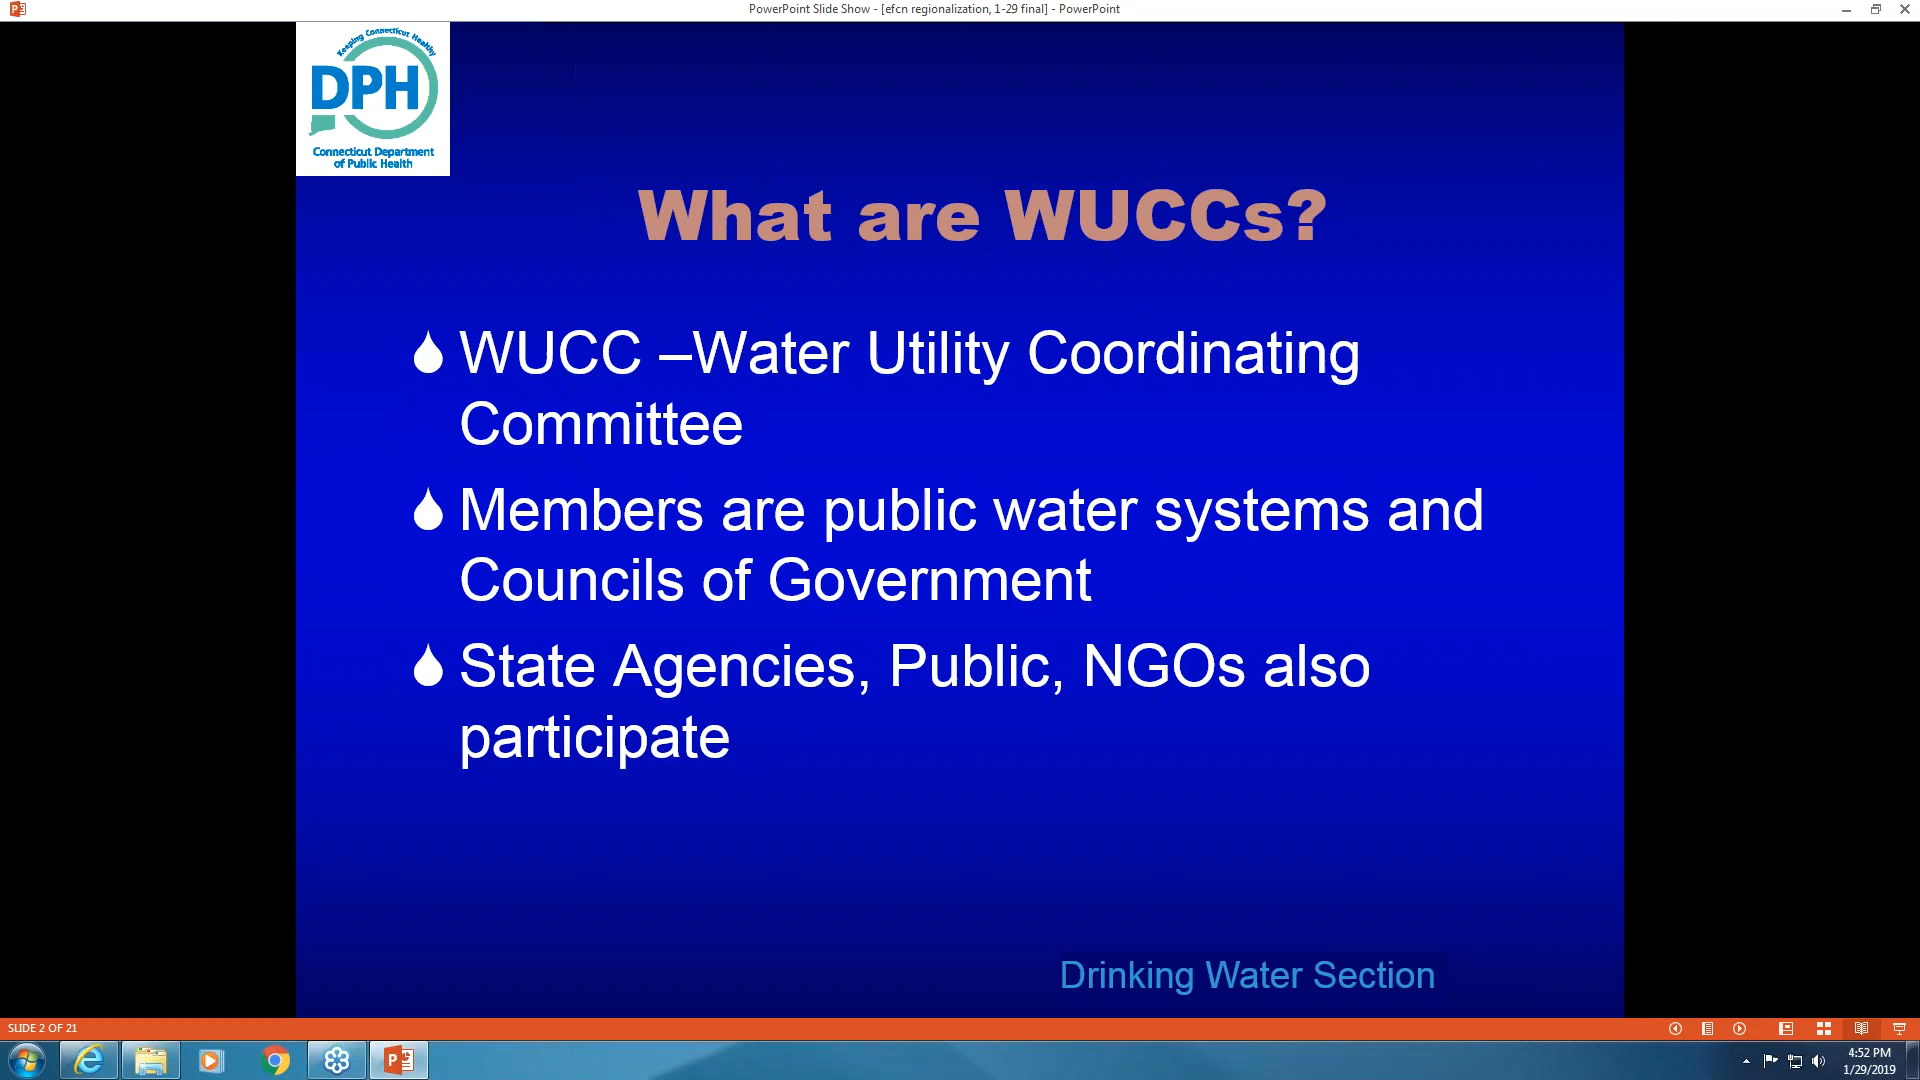 PowerPoint Slide Show - [efcn regionalization, 1-29 final] - PowerPoint
Keeping Connecticut Healthy
DPH
Connecticut Department
of Public Health
What are WUCCs?
WUCC –Water Utility Coordinating
Committee
Members are public water systems and
Councils of Government
State Agencies, Public, NGOs also
participate
Drinking Water Section
SLIDE 2 OF 21
4:52 PM
1/29/2019